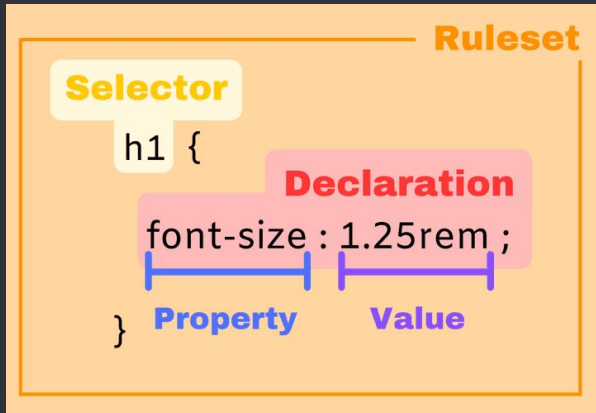 Ruleset
Selector
h1 {
Declaration
font-size : 1.25rem ;
Property Value
}